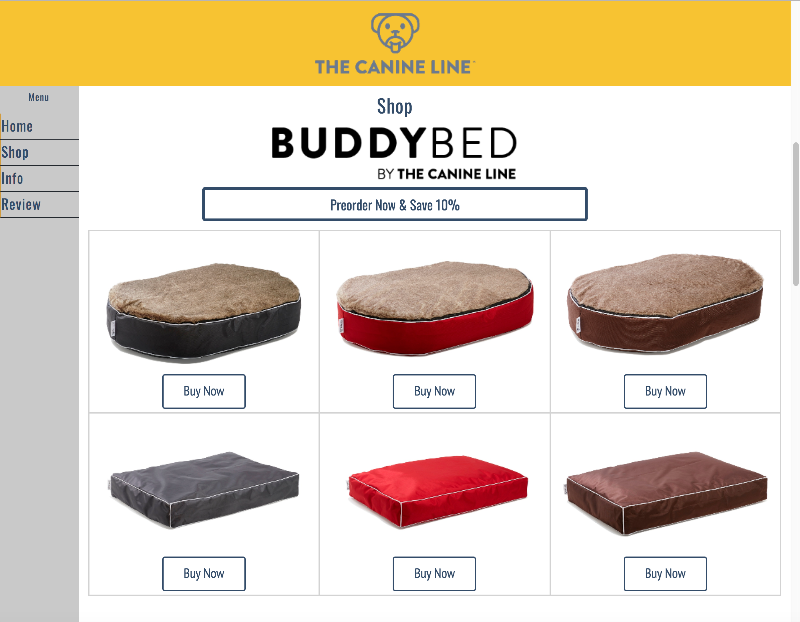 THE CANINE LINE
Menu
Home
Shop
Info
Review
Shop
BUDDYBED
BY THE CANINE LINE
Preorder Now & Save 10%
Buy Now
Buy Now
Buy Now
Buy Now
Buy Now
Buy Now